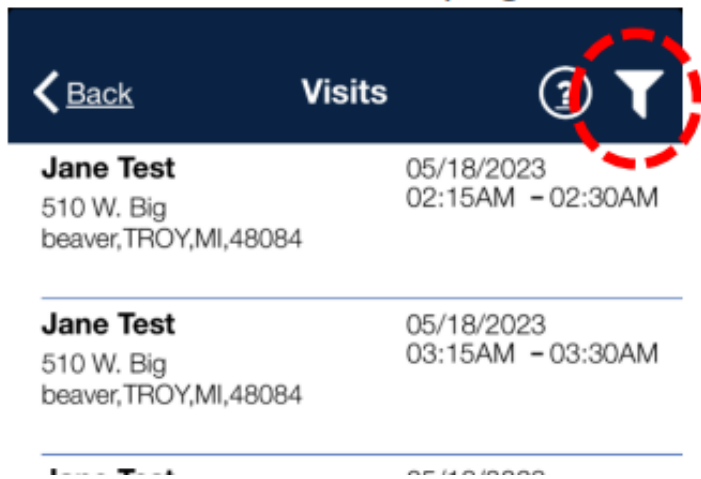 Back Visits ?
Jane Test 05/18/2023
510 W. Big 02:15AM – 02:30AM
beaver,TROY,MI,48084
Jane Test 05/18/2023
510 W. Big 03:15AM – 03:30AM
beaver,TROY,MI,48084